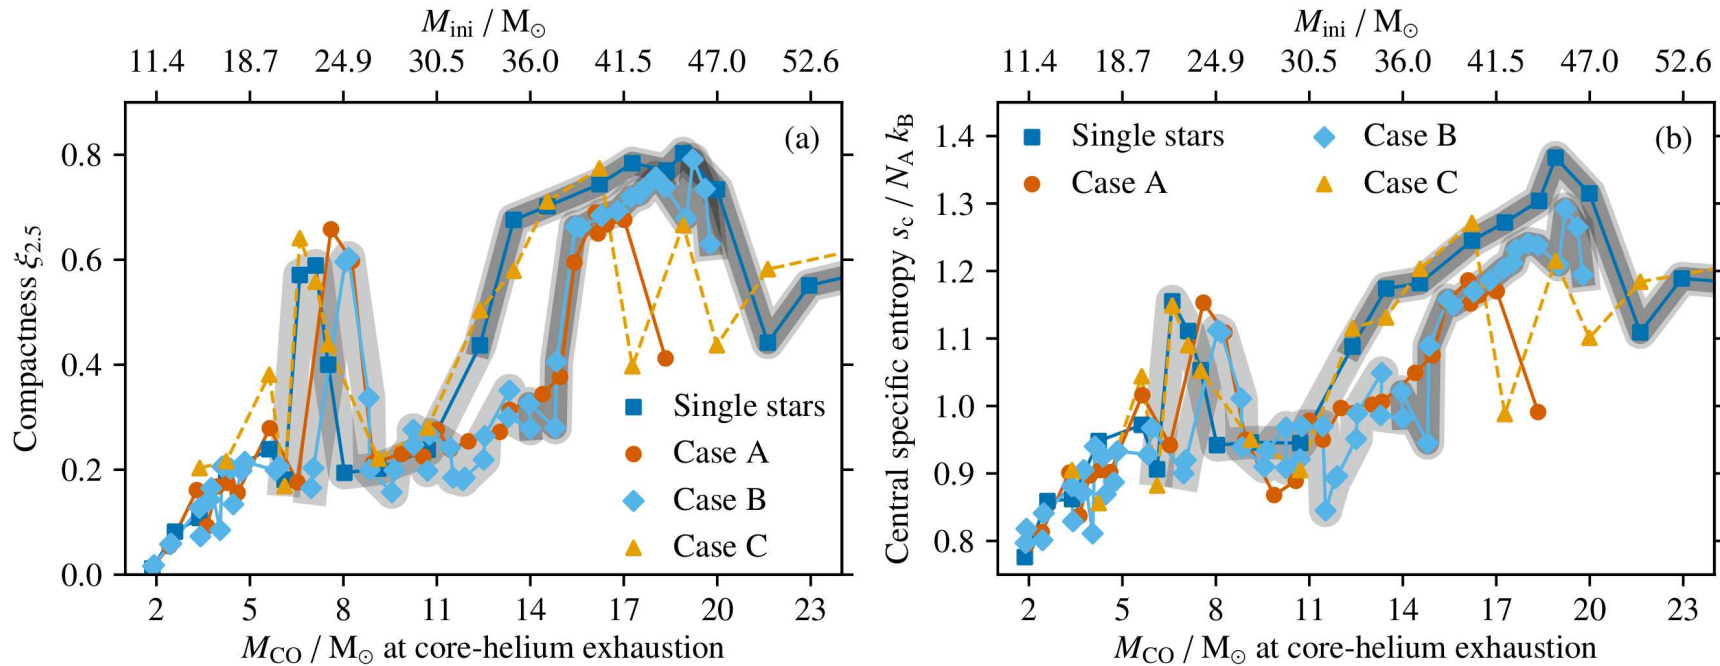 M_ini / M_⊙
11.4 18.7 24.9 30.5 36.0 41.5 47.0 52.6
Compactness ξ_2.5
0.8
0.6
0.4
0.2
0.0
(a)
Single stars
Case A
Case B
Case C
2 5 8 11 14 17 20 23
M_CO / M_⊙ at core-helium exhaustion
M_ini / M_⊙
11.4 18.7 24.9 30.5 36.0 41.5 47.0 52.6
Central specific entropy s_c / N_A k_B
1.4
1.3
1.2
1.1
1.0
0.9
0.8
Single stars Case B
Case A Case C
(b)
2 5 8 11 14 17 20 23
M_CO / M_⊙ at core-helium exhaustion